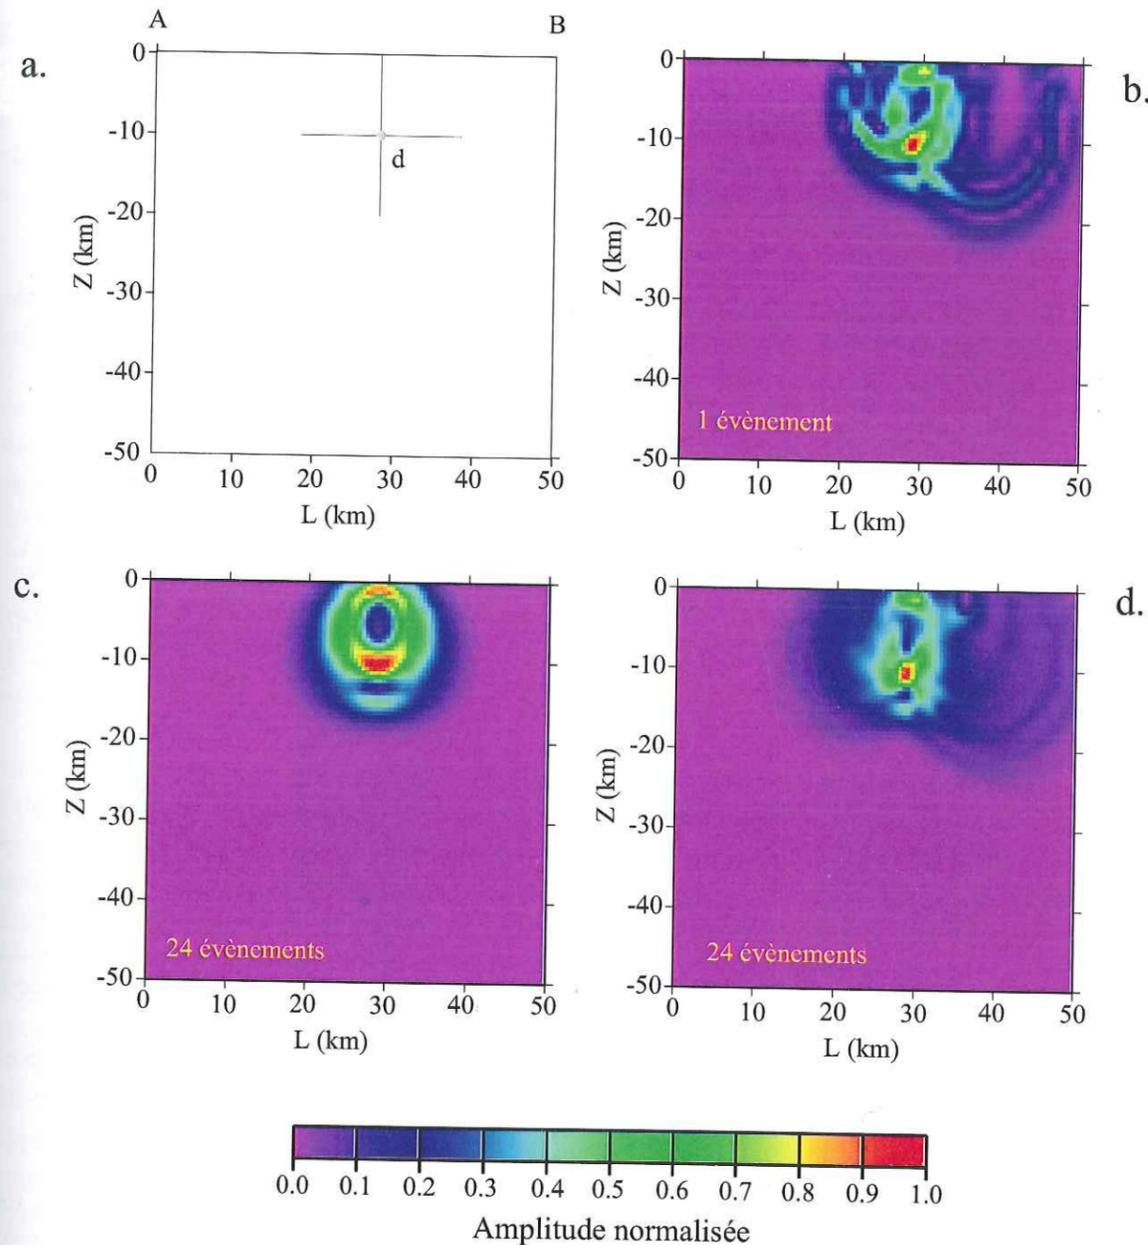 A
B
a.
0
-10
-20
-30
-40
-50
Z (km)
d
0 10 20 30 40 50
L (km)
b.
0
-10
-20
-30
-40
-50
Z (km)
1 évènement
0 10 20 30 40 50
L (km)
c.
0
-10
-20
-30
-40
-50
Z (km)
24 évènements
0 10 20 30 40 50
L (km)
d.
0
-10
-20
-30
-40
-50
Z (km)
24 évènements
0 10 20 30 40 50
L (km)
0.0 0.1 0.2 0.3 0.4 0.5 0.6 0.7 0.8 0.9 1.0
Amplitude normalisée